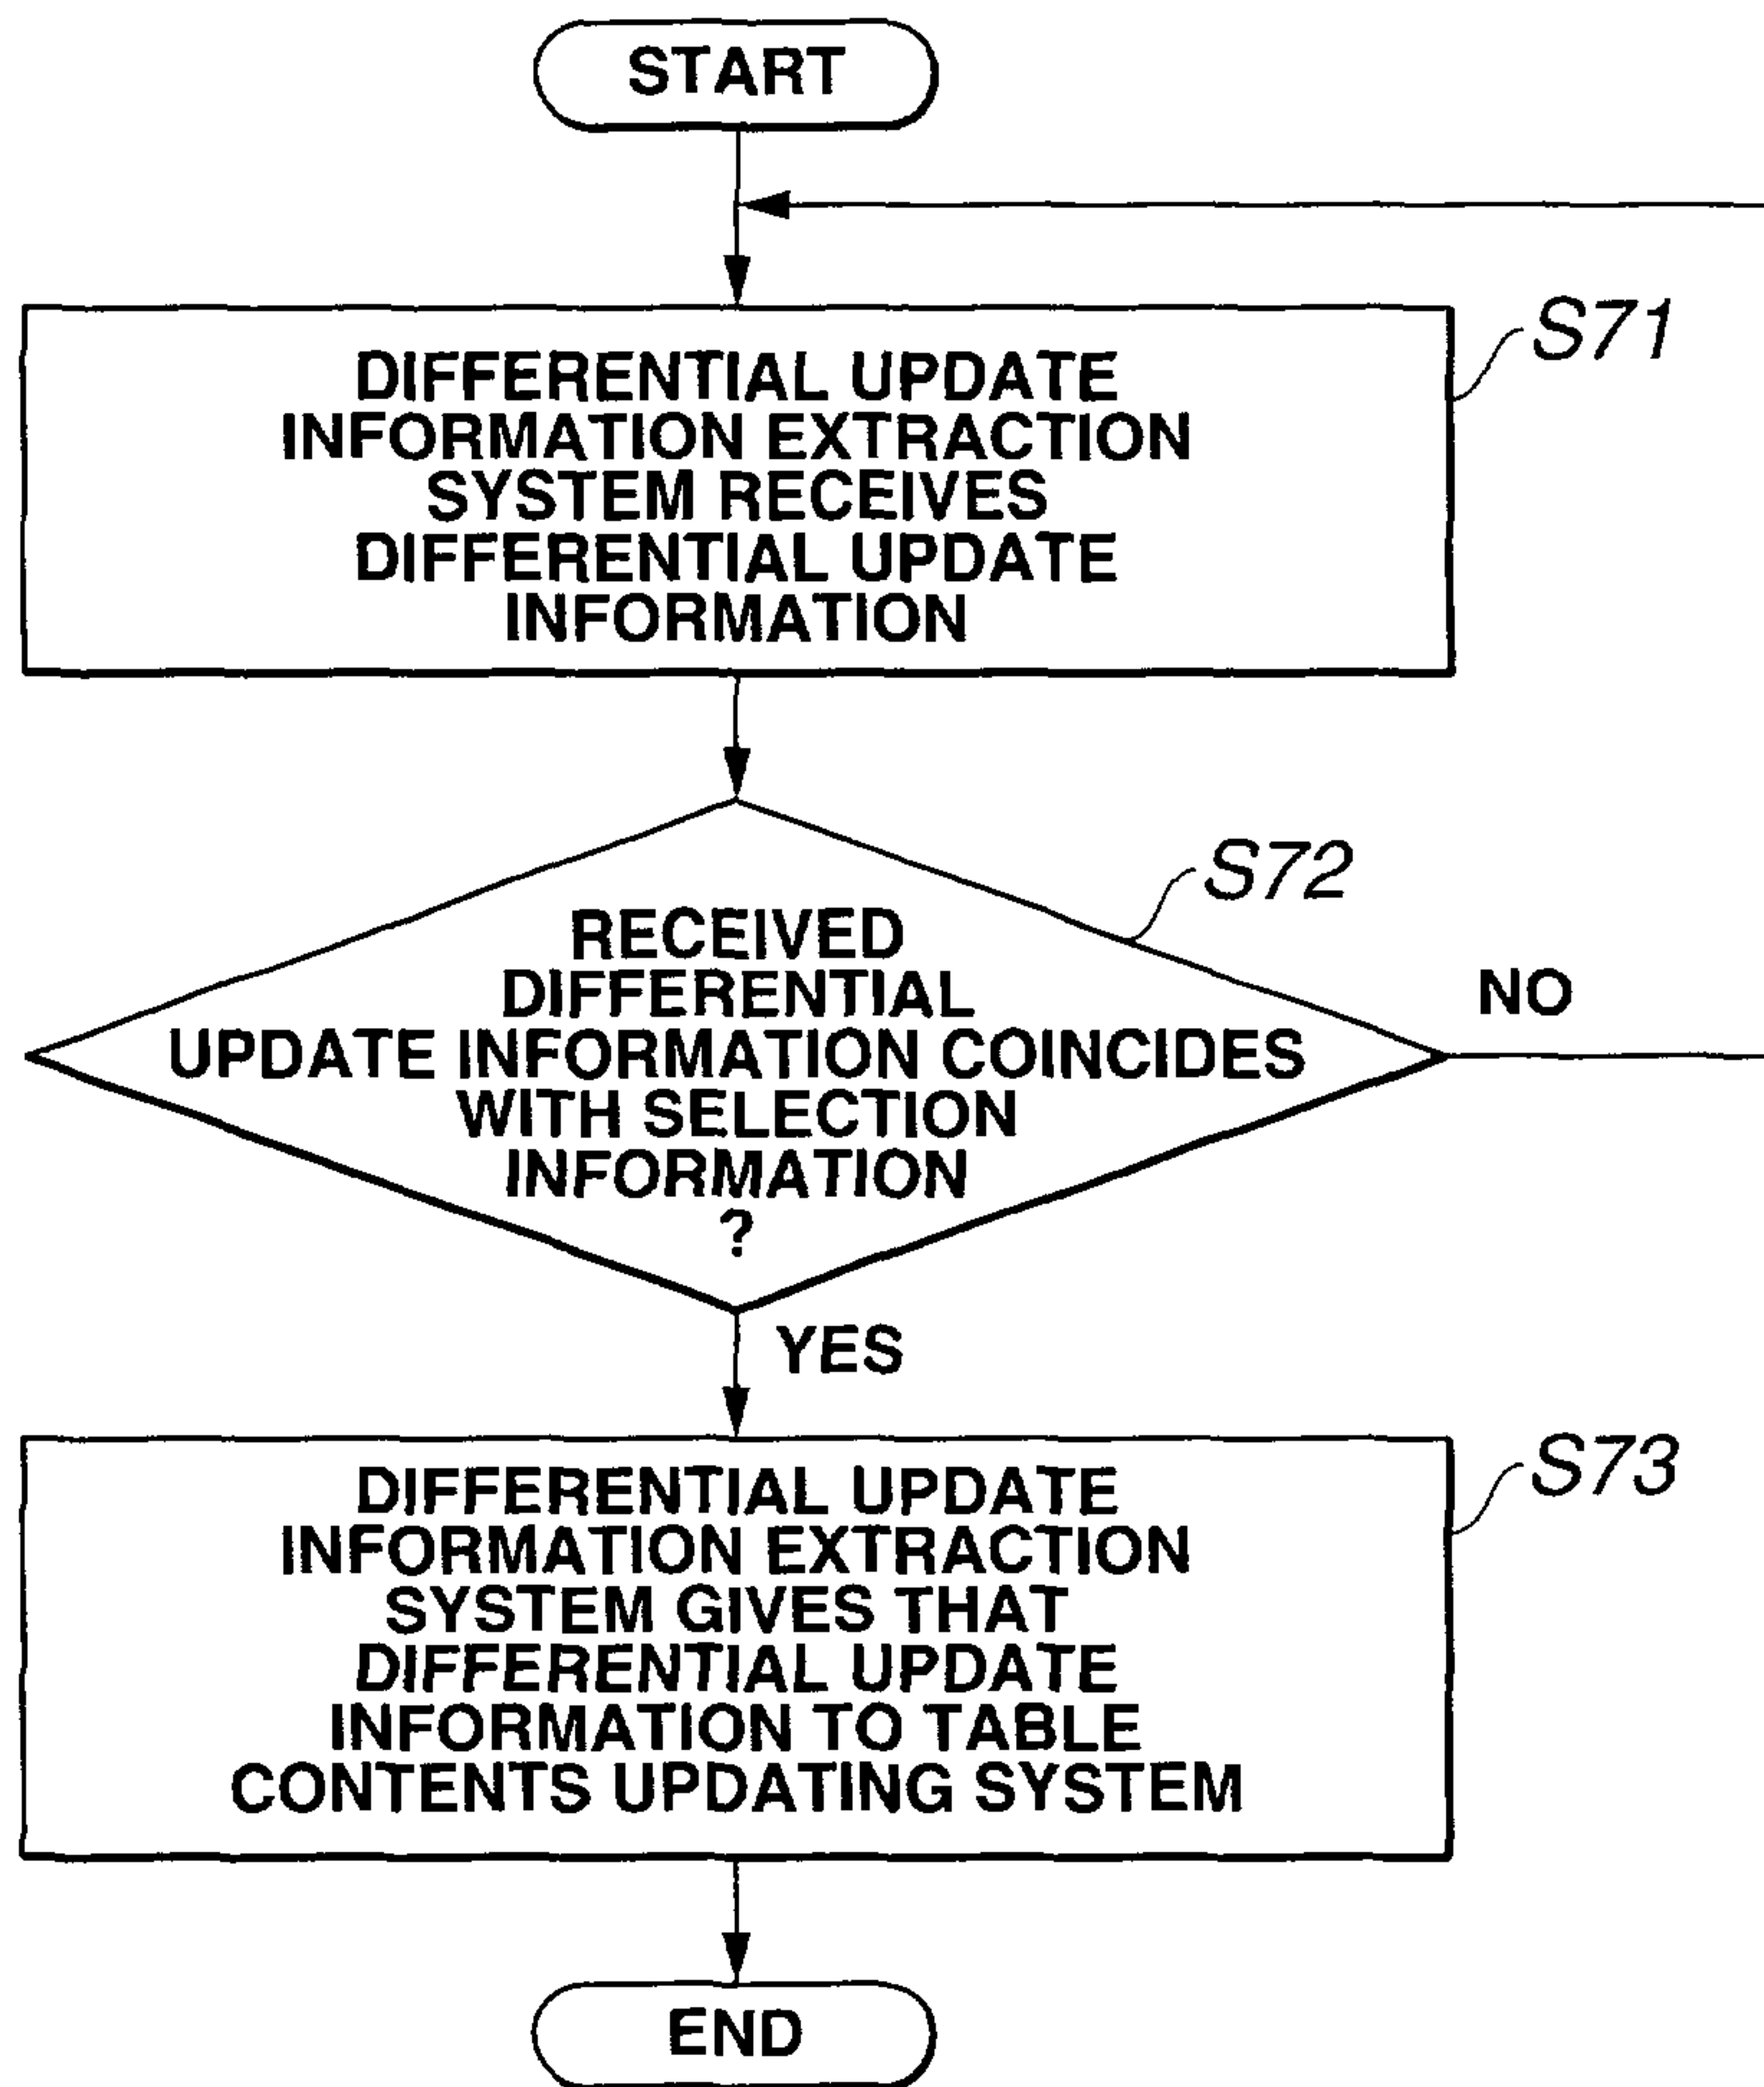 START
S71
DIFFERENTIAL UPDATE
INFORMATION EXTRACTION
SYSTEM RECEIVES
DIFFERENTIAL UPDATE
INFORMATION
S72
RECEIVED
DIFFERENTIAL
UPDATE INFORMATION COINCIDES
WITH SELECTION
INFORMATION
?
NO
YES
S73
DIFFERENTIAL UPDATE
INFORMATION EXTRACTION
SYSTEM GIVES THAT
DIFFERENTIAL UPDATE
INFORMATION TO TABLE
CONTENTS UPDATING SYSTEM
END